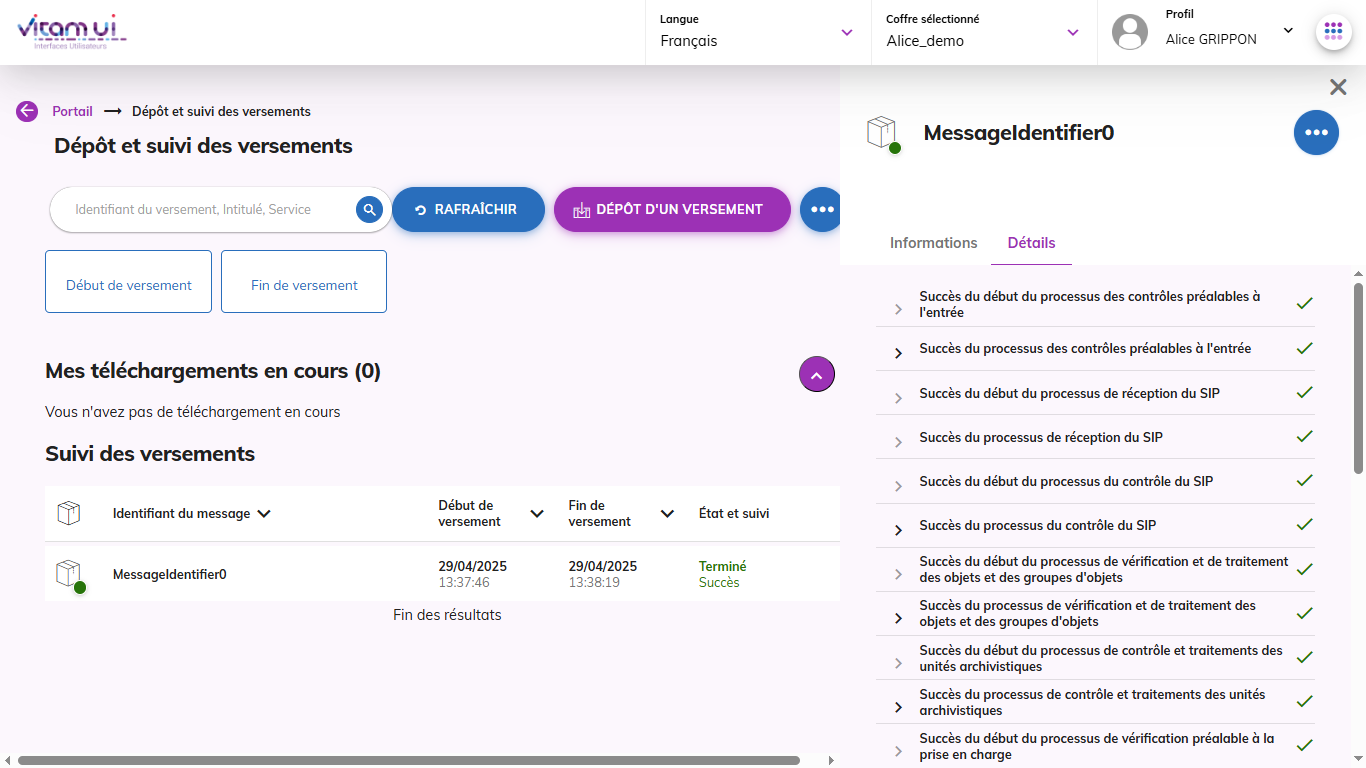 vitam ui
Interfaces Utilisateurs
Langue
Français
Coffre sélectionné
Alice_demo
Profil
Alice GRIPPON
Portail
Dépôt et suivi des versements
Dépôt et suivi des versements
Identifiant du versement, Intitulé, Service
RAFRAÎCHIR
DÉPÔT D'UN VERSEMENT
Début de versement
Fin de versement
Mes téléchargements en cours (0)
Vous n'avez pas de téléchargement en cours
Suivi des versements
Identifiant du message
Début de
versement
Fin de
versement
État et suivi
MessageIdentifier0
29/04/2025
13:37:46
29/04/2025
13:38:19
Terminé
Succès
Fin des résultats
MessageIdentifier0
Informations
Détails
Succès du début du processus des contrôles préalables à
l'entrée
Succès du processus des contrôles préalables à l'entrée
Succès du début du processus de réception du SIP
Succès du processus de réception du SIP
Succès du début du processus du contrôle du SIP
Succès du processus du contrôle du SIP
Succès du début du processus de vérification et de traitement
des objets et des groupes d'objets
Succès du processus de vérification et de traitement des
objets et des groupes d'objets
Succès du début du processus de contrôle et traitements des
unités archivistiques
Succès du processus de contrôle et traitements des unités
archivistiques
Succès du début du processus de vérification préalable à la
prise en charge